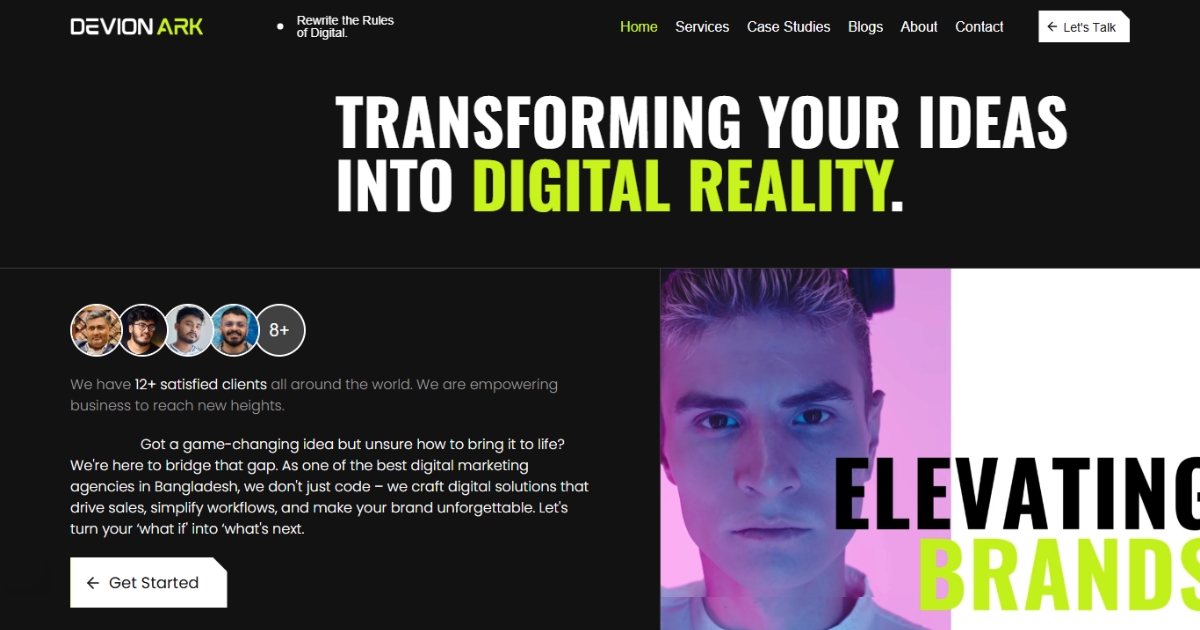 DEVION ARK
Rewrite the Rules
of Digital.
Home Services Case Studies Blogs About Contact
← Let's Talk
TRANSFORMING YOUR IDEAS
INTO DIGITAL REALITY.
8+
We have 12+ satisfied clients all around the world. We are empowering
business to reach new heights.
Got a game-changing idea but unsure how to bring it to life?
We're here to bridge that gap. As one of the best digital marketing
agencies in Bangladesh, we don't just code – we craft digital solutions that
drive sales, simplify workflows, and make your brand unforgettable. Let's
turn your ‘what if' into ‘what's next.
← Get Started
ELEVATING
BRANDS